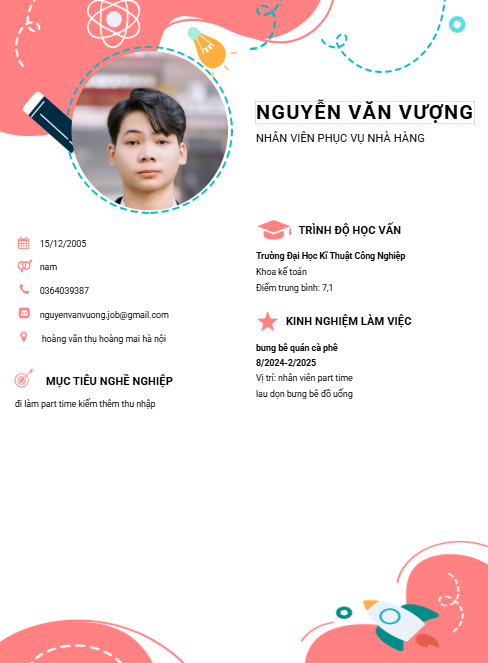 NGUYỄN VĂN VƯỢNG
NHÂN VIÊN PHỤC VỤ NHÀ HÀNG
15/12/2005
nam
0364039387
nguyenvanvuong.job@gmail.com
hoàng văn thụ hoàng mai hà nội
MỤC TIÊU NGHỀ NGHIỆP
đi làm part time kiếm thêm thu nhập
TRÌNH ĐỘ HỌC VẤN
Trường Đại Học Kĩ Thuật Công Nghiệp
Khoa kế toán
Điểm trung bình: 7,1
KINH NGHIỆM LÀM VIỆC
bung bê quán cà phê
8/2024-2/2025
Vị trí: nhân viên part time
lau dọn bưng bê đồ uống